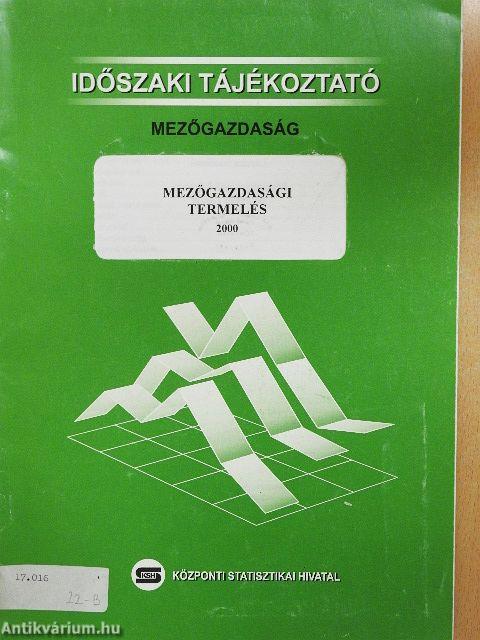 IDŐSZAKI TÁJÉKOZTATÓ
MEZŐGAZDASÁG
MEZŐGAZDASÁGI
TERMELÉS
2000
KSH
KÖZPONTI STATISZTIKAI HIVATAL
17.016
22-B
Antikvárium.hu